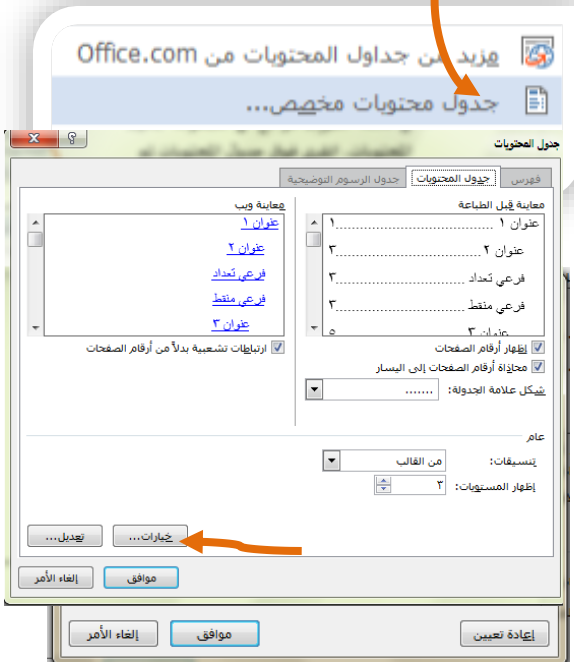 مزيد من جداول المحتويات من Office.com
جدول محتويات مخصص...
جدول المحتويات
فهرس
جدول المحتويات
جدول الرسوم التوضيحية
معاينة قبل الطباعة
عنوان ١ ........................ ١
عنوان ٢ ........................ ٣
فرعي تعداد ........................ ٣
فرعي منقط ........................ ٣
عنوان ٣ ٥
معاينة ويب
عنوان ١
عنوان ٢
فرعي تعداد
فرعي منقط
عنوان ٣
إظهار أرقام الصفحات
محاذاة أرقام الصفحات إلى اليسار
شكل علامة الجدولة: .......
ارتباطات تشعبية بدلاً من أرقام الصفحات
عام
تنسيقات: من القالب
إظهار المستويات: ٣
خيارات...
تعديل...
موافق
إلغاء الأمر
إعادة تعيين
موافق
إلغاء الأمر